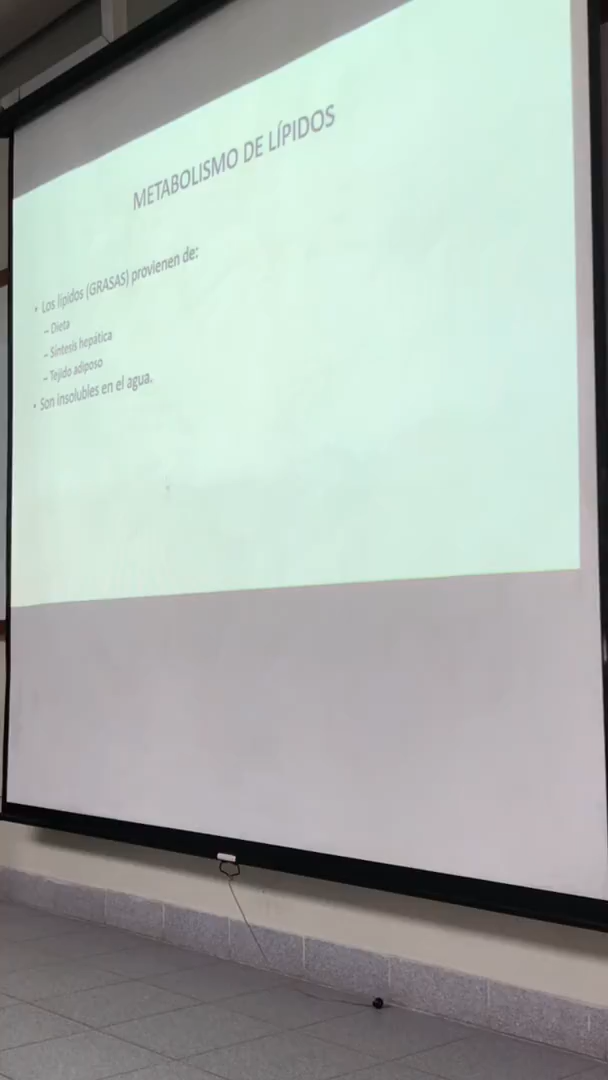 METABOLISMO DE LÍPIDOS
• Los lípidos (GRASAS) provienen de:
– Dieta
– Síntesis hepática
– Tejido adiposo
• Son insolubles en el agua.